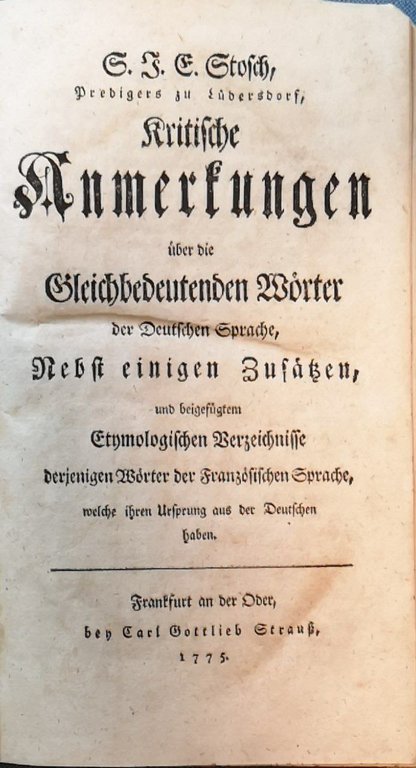 S. J. E. Stosch,
Predigers zu Lüdersdorf,
Kritische
Anmerkungen
über die
Gleichbedeutenden Wörter
der Deutschen Sprache,
Nebst einigen Zusätzen,
und beigefügtem
Etymologischen Verzeichnisse
derjenigen Wörter der Französischen Sprache,
welche ihren Ursprung aus der Deutschen
haben.
Frankfurt an der Oder,
bey Carl Gottlieb Strauß,
1775.